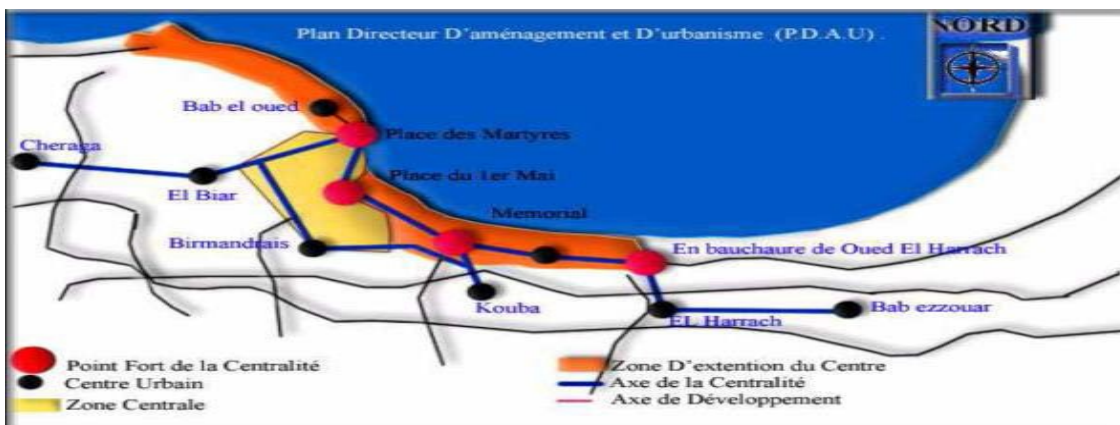 Plan Directeur D'aménagement et D'urbanisme (P.D.A.U) .
NORD
Bab el oued
Place des Martyres
Cheraga
Place du 1er Mai
El Biar
Memorial
Birmandrais
En bauchaure de Oued El Harrach
Kouba
EL Harrach
Bab ezzouar
Point Fort de la Centralité
Centre Urbain
Zone Centrale
Zone D'extention du Centre
Axe de la Centralité
Axe de Développement